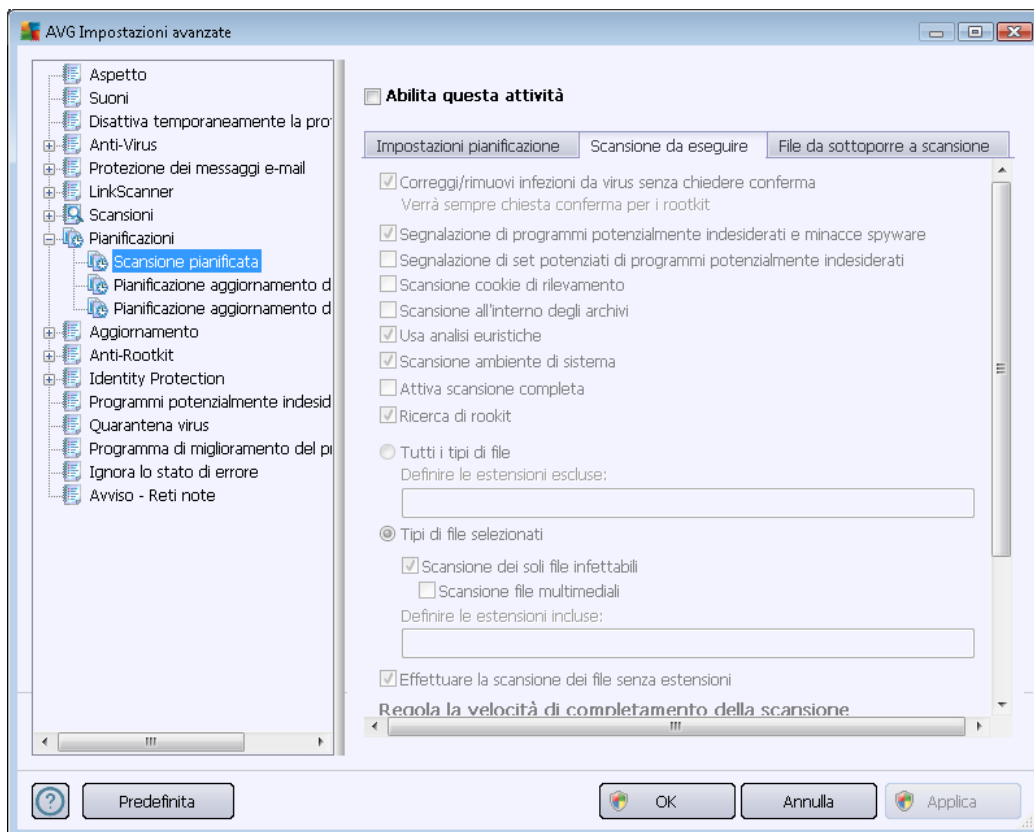 AVG Impostazioni avanzate
Aspetto
Suoni
Disattiva temporaneamente la pro
Anti-Virus
Protezione dei messaggi e-mail
LinkScanner
Scansioni
Pianificazioni
Scansione pianificata
Pianificazione aggiornamento d
Pianificazione aggiornamento d
Aggiornamento
Anti-Rootkit
Identity Protection
Programmi potenzialmente indesid
Quarantena virus
Programma di miglioramento del pr
Ignora lo stato di errore
Avviso - Reti note
Abilita questa attività
Impostazioni pianificazione
Scansione da eseguire
File da sottoporre a scansione
Correggi/rimuovi infezioni da virus senza chiedere conferma
Verrà sempre chiesta conferma per i rootkit
Segnalazione di programmi potenzialmente indesiderati e minacce spyware
Segnalazione di set potenziati di programmi potenzialmente indesiderati
Scansione cookie di rilevamento
Scansione all'interno degli archivi
Usa analisi euristiche
Scansione ambiente di sistema
Attiva scansione completa
Ricerca di rookit
Tutti i tipi di file
Definire le estensioni escluse:
Tipi di file selezionati
Scansione dei soli file infettabili
Scansione file multimediali
Definire le estensioni incluse:
Effettuare la scansione dei file senza estensioni
Regola la velocità di completamento della scansione
Predefinita
OK
Annulla
Applica